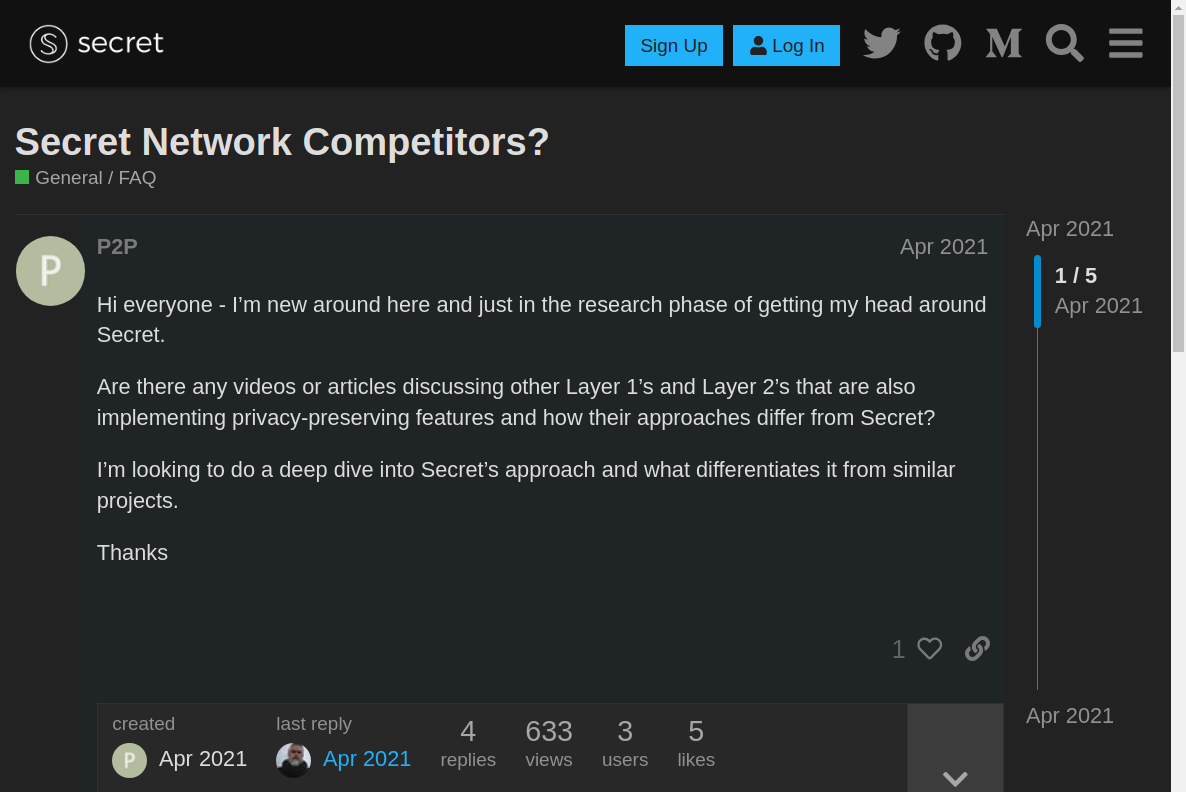 secret
Sign Up
Log In
Secret Network Competitors?
General / FAQ
P
P2P
Apr 2021
Hi everyone - I’m new around here and just in the research phase of getting my head around
Secret.
Are there any videos or articles discussing other Layer 1’s and Layer 2’s that are also
implementing privacy-preserving features and how their approaches differ from Secret?
I’m looking to do a deep dive into Secret’s approach and what differentiates it from similar
projects.
Thanks
1
created
P Apr 2021
last reply
Apr 2021
4
replies
633
views
3
users
5
likes
Apr 2021
1 / 5
Apr 2021
Apr 2021